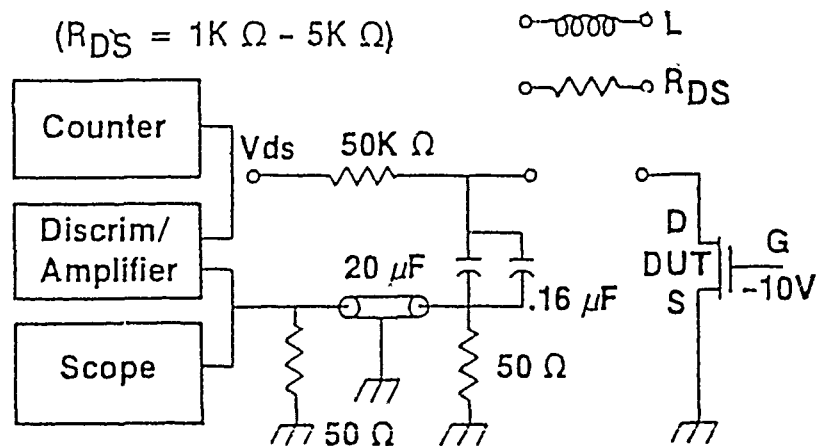 (RDS = 1K Ω - 5K Ω)
L
RDS
Counter
Vds
50K Ω
Discrim/
Amplifier
20 μF
.16 μF
D
DUT
S
G
-10V
Scope
50 Ω
50 Ω